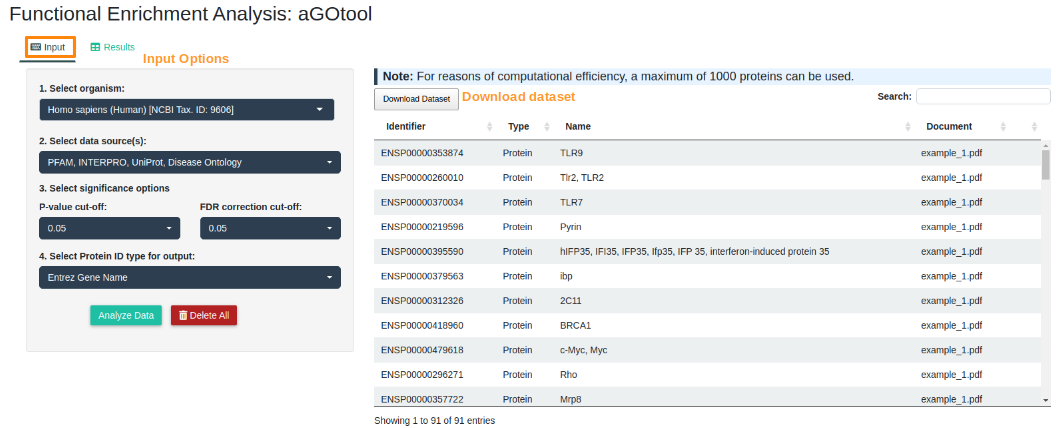 Functional Enrichment Analysis: aGOtool
Input
Results
Input Options
1. Select organism:
Homo sapiens (Human) [NCBI Tax. ID: 9606]
2. Select data source(s):
PFAM, INTERPRO, UniProt, Disease Ontology
3. Select significance options
P-value cut-off: FDR correction cut-off:
0.05 0.05
4. Select Protein ID type for output:
Entrez Gene Name
Analyze Data Delete All
Note: For reasons of computational efficiency, a maximum of 1000 proteins can be used.
Download Dataset Download dataset Search:
Identifier Type Name Document
ENSP00000353874 Protein TLR9 example_1.pdf
ENSP00000260010 Protein Tlr2, TLR2 example_1.pdf
ENSP00000370034 Protein TLR7 example_1.pdf
ENSP00000219596 Protein Pyrin example_1.pdf
ENSP00000395590 Protein hIFP35, IFI35, IFP35, Ifp35, IFP 35, interferon-induced protein 35 example_1.pdf
ENSP00000379563 Protein ibp example_1.pdf
ENSP00000312326 Protein 2C11 example_1.pdf
ENSP00000418960 Protein BRCA1 example_1.pdf
ENSP00000479618 Protein c-Myc, Myc example_1.pdf
ENSP00000296271 Protein Rho example_1.pdf
ENSP00000357722 Protein Mrp8 example_1.pdf
Showing 1 to 91 of 91 entries